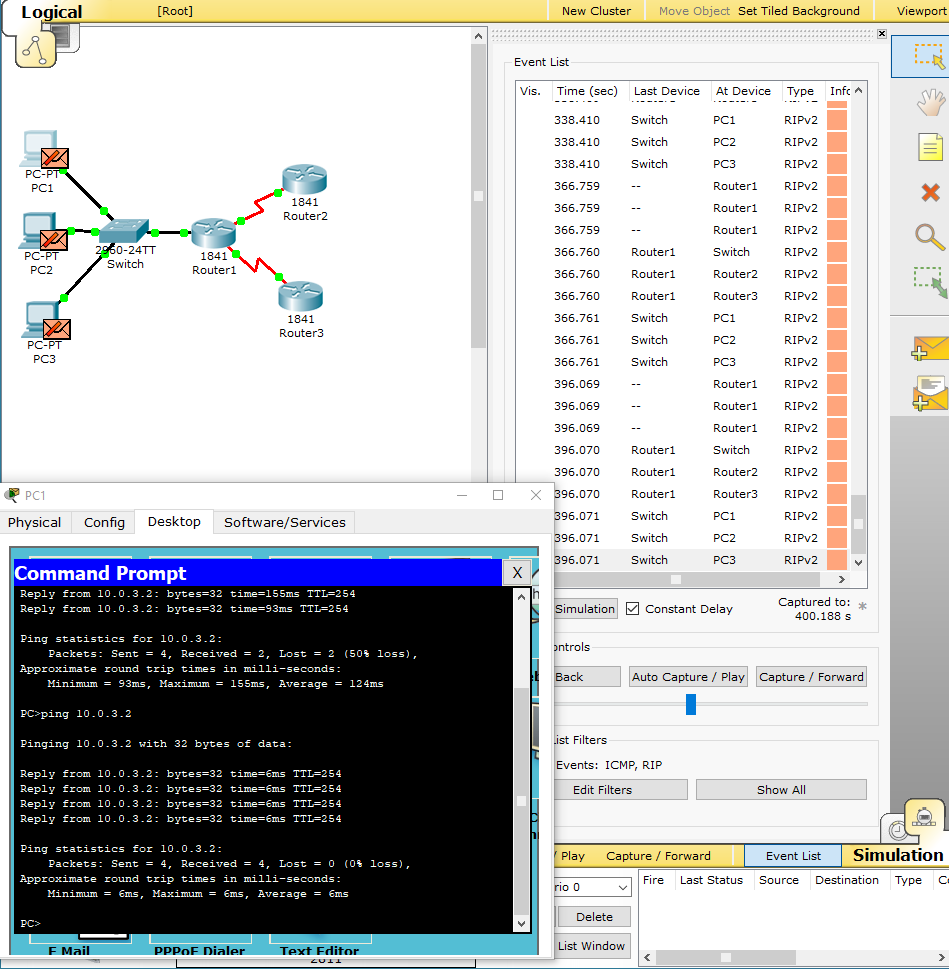 Logical
[Root]
New Cluster
Move Object
Set Tiled Background
Viewport
PC-PT
PC1
PC-PT
PC2
PC-PT
PC3
2960-24TT
Switch
1841
Router1
1841
Router2
1841
Router3
Event List
Vis. Time (sec) Last Device At Device Type Info
338.410 Switch PC1 RIPv2
338.410 Switch PC2 RIPv2
338.410 Switch PC3 RIPv2
366.759 -- Router1 RIPv2
366.759 -- Router1 RIPv2
366.759 -- Router1 RIPv2
366.760 Router1 Switch RIPv2
366.760 Router1 Router2 RIPv2
366.760 Router1 Router3 RIPv2
366.761 Switch PC1 RIPv2
366.761 Switch PC2 RIPv2
366.761 Switch PC3 RIPv2
396.069 -- Router1 RIPv2
396.069 -- Router1 RIPv2
396.069 -- Router1 RIPv2
396.070 Router1 Switch RIPv2
396.070 Router1 Router2 RIPv2
396.070 Router1 Router3 RIPv2
396.071 Switch PC1 RIPv2
396.071 Switch PC2 RIPv2
396.071 Switch PC3 RIPv2
Simulation
Constant Delay
Captured to:
400.188 s
*
ontrols
Back
Auto Capture / Play
Capture / Forward
List Filters
Events: ICMP, RIP
Edit Filters
Show All
/ Play
Capture / Forward
Event List
Simulation
rio 0
Delete
List Window
Fire Last Status Source Destination Type
PC1
Physical Config Desktop Software/Services
Command Prompt
X
Reply from 10.0.3.2: bytes=32 time=155ms TTL=254
Reply from 10.0.3.2: bytes=32 time=93ms TTL=254
Ping statistics for 10.0.3.2:
Packets: Sent = 4, Received = 2, Lost = 2 (50% loss),
Approximate round trip times in milli-seconds:
Minimum = 93ms, Maximum = 155ms, Average = 124ms
PC>ping 10.0.3.2
Pinging 10.0.3.2 with 32 bytes of data:
Reply from 10.0.3.2: bytes=32 time=6ms TTL=254
Reply from 10.0.3.2: bytes=32 time=6ms TTL=254
Reply from 10.0.3.2: bytes=32 time=6ms TTL=254
Reply from 10.0.3.2: bytes=32 time=6ms TTL=254
Ping statistics for 10.0.3.2:
Packets: Sent = 4, Received = 4, Lost = 0 (0% loss),
Approximate round trip times in milli-seconds:
Minimum = 6ms, Maximum = 6ms, Average = 6ms
PC>
E Mail
PPPoE Dialer
Text Editor
2811